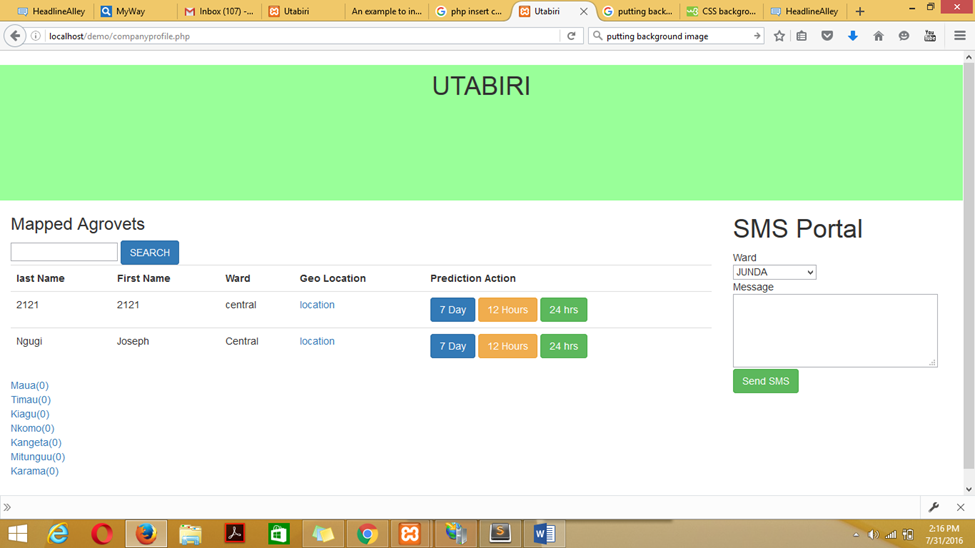 HeadlineAlley
MyWay
Inbox (107) -...
Utabiri
An example to in...
php insert c...
Utabiri
putting back...
CSS backgro...
HeadlineAlley
localhost/demo/companyprofile.php
putting background image
UTABIRI
Mapped Agrovets
SEARCH
last Name First Name Ward Geo Location Prediction Action
2121 2121 central location 7 Day 12 Hours 24 hrs
Ngugi Joseph Central location 7 Day 12 Hours 24 hrs
Maua(0)
Timau(0)
Kiagu(0)
Nkomo(0)
Kangeta(0)
Mitunguu(0)
Karama(0)
SMS Portal
Ward
JUNDA
Message
Send SMS
2:16 PM
7/31/2016